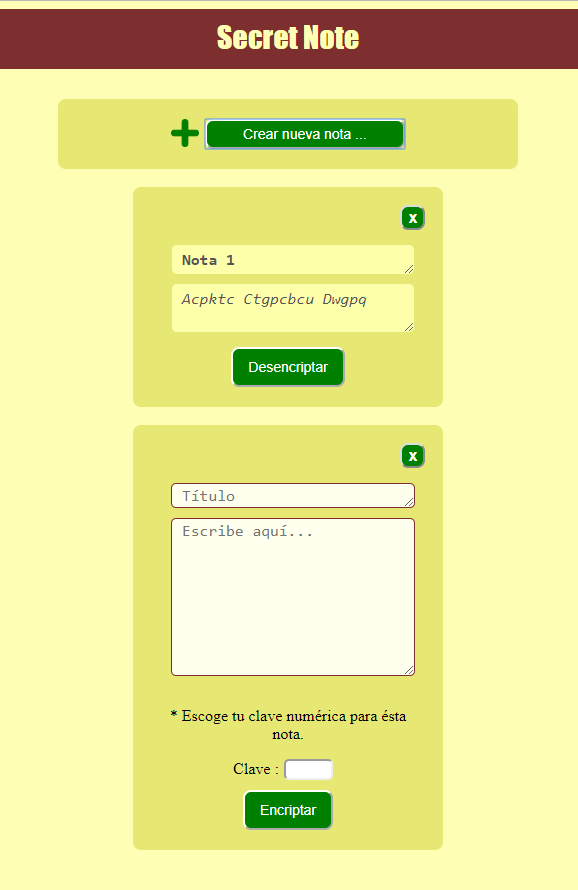 Secret Note
Crear nueva nota ...
x
Nota 1
Acpktc Ctgpcbcu Dwgpq
Desencriptar
x
Título
Escribe aquí...
* Escoge tu clave numérica para ésta
nota.
Clave :
Encriptar